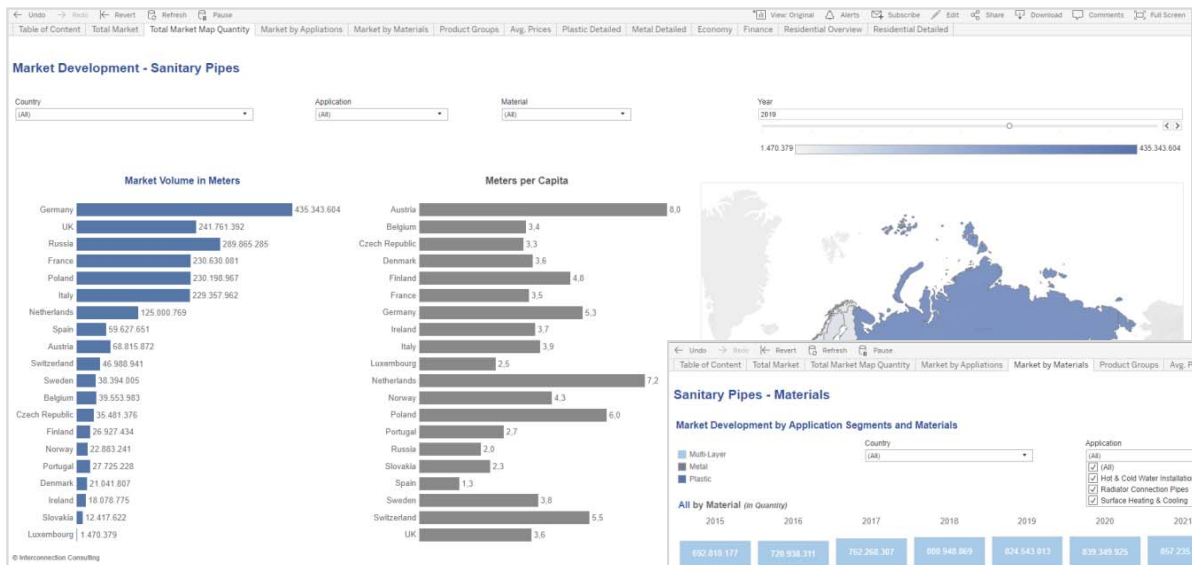 Undo Redo Revert Refresh Pause View: Original Alerts Subscribe Edit Share Download Comments Full Screen
Table of Content Total Market Total Market Map Quantity Market by Appliations Market by Materials Product Groups Avg. Prices Plastic Detailed Metal Detailed Economy Finance Residential Overview Residential Detailed
Market Development - Sanitary Pipes
Country Application Material Year
(All) (All) (All) 2019
1.470.379 435.343.604
Market Volume in Meters
Germany 435.343.604
UK 241.761.392
Russia 289.865.285
France 230.630.081
Poland 230.198.967
Italy 229.357.962
Netherlands 125.000.769
Spain 59.627.651
Austria 68.815.872
Switzerland 46.988.941
Sweden 38.394.005
Belgium 39.553.983
Czech Republic 35.481.376
Finland 26.927.434
Norway 22.883.241
Portugal 27.725.228
Denmark 21.041.807
Ireland 18.078.775
Slovakia 12.417.622
Luxembourg 1.470.379
Meters per Capita
Austria 8,0
Belgium 3,4
Czech Republic 3,3
Denmark 3,6
Finland 4,8
France 3,5
Germany 5,3
Ireland 3,7
Italy 3,9
Luxembourg 2,5
Netherlands 7,2
Norway 4,3
Poland 6,0
Portugal 2,7
Russia 2,0
Slovakia 2,3
Spain 1,3
Sweden 3,8
Switzerland 5,5
UK 3,6
© Interconnection Consulting
Undo Redo Revert Refresh Pause
Table of Content Total Market Total Market Map Quantity Market by Appliations Market by Materials Product Groups Avg. P
Sanitary Pipes - Materials
Market Development by Application Segments and Materials
Multi-Layer
Metal
Plastic
Country
(All)
Application
(All)
(All)
Hot & Cold Water Installation
Radiator Connection Pipes
Surface Heating & Cooling
All by Material (in Quantity)
2015 2016 2017 2018 2019 2020 2021
692.818.177 720.938.311 762.268.307 800.948.069 824.543.013 839.349.925 857.235.